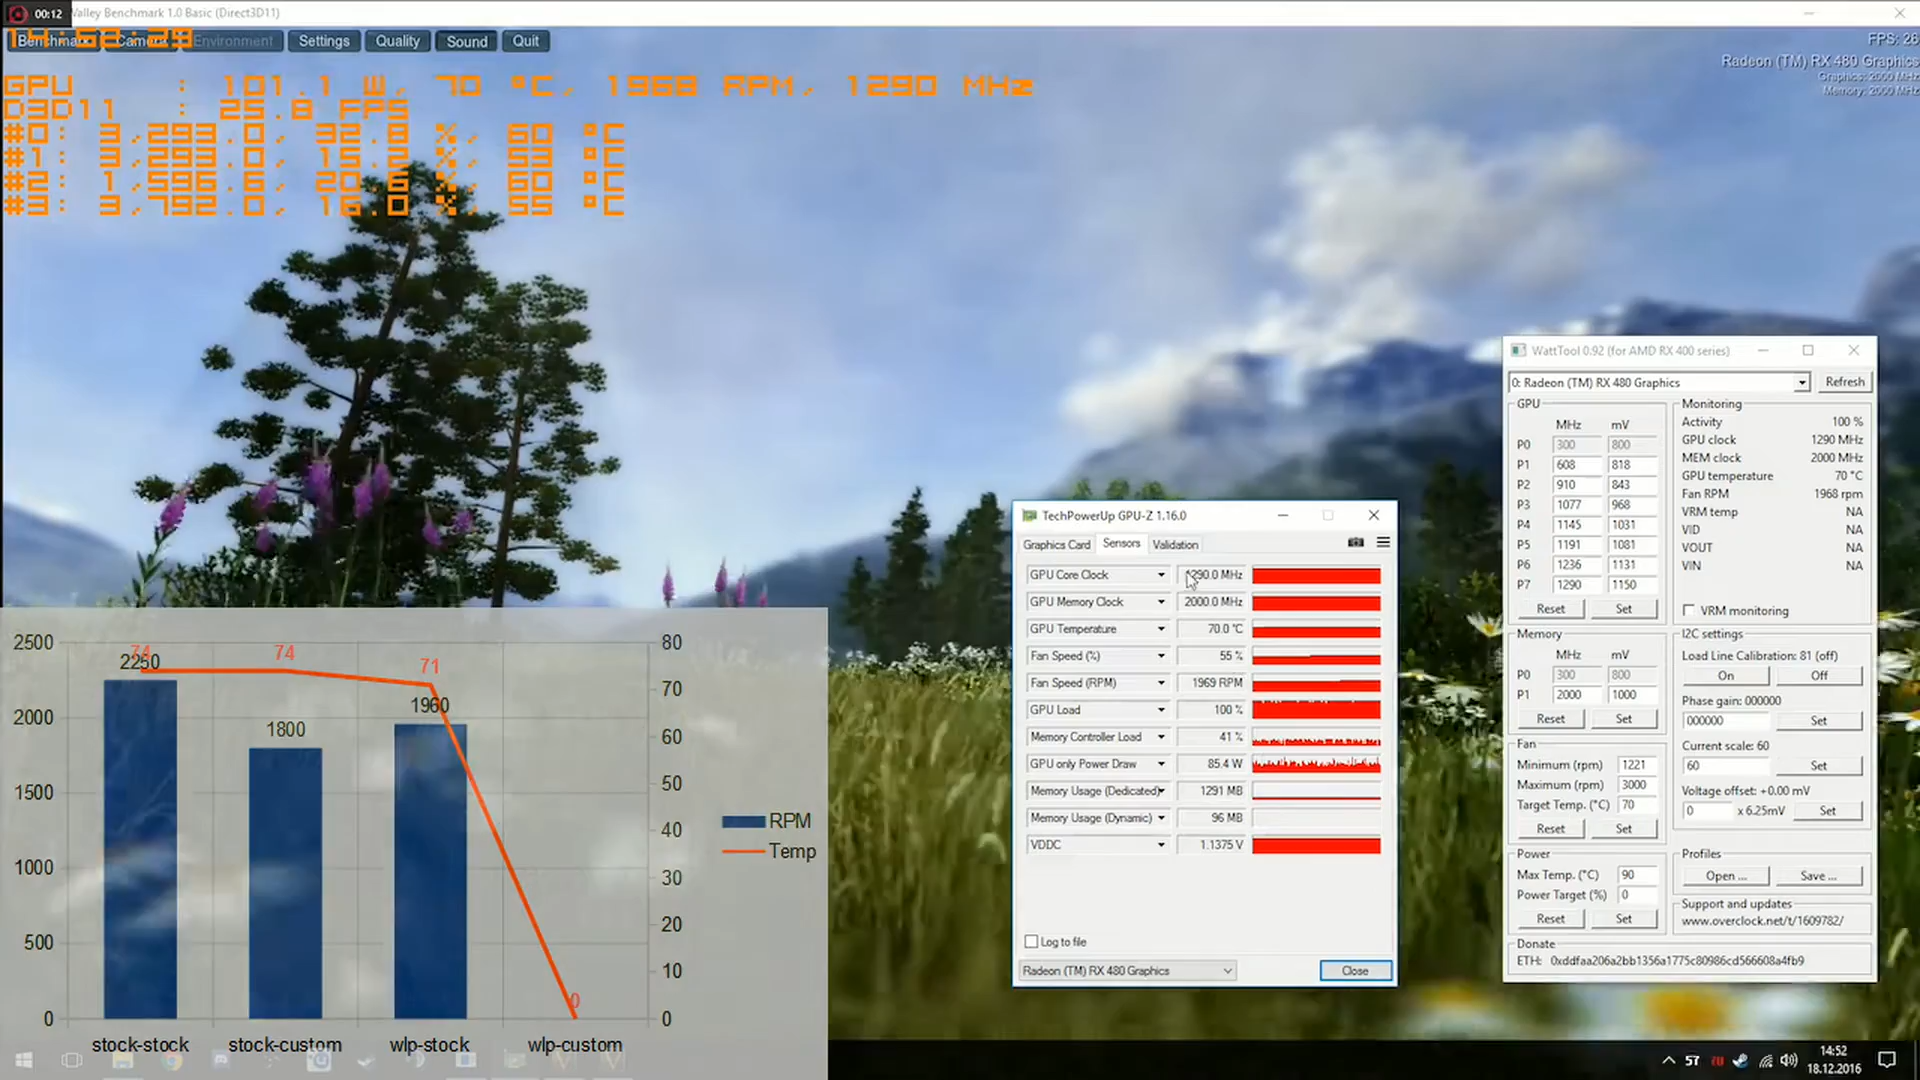 00:12
Valley Benchmark 1.0 Basic (Direct3D11)
14:52:29
Benchmark Camera Environment Settings Quality Sound Quit
FPS: 26
Radeon (TM) RX 480 Graphics
Graphics: 2000 MHz
Memory: 2000 MHz
GPU : 101.1 W, 70 °C, 1968 RPM, 1290 MHz
D3D11 : 25.8 FPS
#0: 3,293.0, 32.8 %, 60 °C
#1: 3,293.0, 15.2 %, 53 °C
#2: 1,596.6, 20.6 %, 60 °C
#3: 3,792.0, 16.0 %, 55 °C
WattTool 0.92 (for AMD RX 400 series)
0: Radeon (TM) RX 480 Graphics Refresh
GPU
MHz mV
P0 300 800
P1 608 818
P2 910 843
P3 1077 968
P4 1145 1031
P5 1191 1081
P6 1236 1131
P7 1290 1150
Reset Set
Monitoring
Activity 100 %
GPU clock 1290 MHz
MEM clock 2000 MHz
GPU temperature 70 °C
Fan RPM 1968 rpm
VRM temp NA
VID NA
VOUT NA
VIN NA
VRM monitoring
Memory
MHz mV
P0 300 800
P1 2000 1000
Reset Set
I2C settings
Load Line Calibration: 81 (off)
On Off
Phase gain: 000000
000000 Set
Current scale: 60
60 Set
Voltage offset: +0.00 mV
0 x 6.25mV Set
Fan
Minimum (rpm) 1221
Maximum (rpm) 3000
Target Temp. (°C) 70
Reset Set
Power
Max Temp. (°C) 90
Power Target (%) 0
Reset Set
Profiles
Open ... Save ...
Support and updates
www.overclock.net/t/1609782/
Donate
ETH: 0xddfaa206a2bb1356a1775c80986cd566608a4fb9
TechPowerUp GPU-Z 1.16.0
Graphics Card Sensors Validation
GPU Core Clock 1290.0 MHz
GPU Memory Clock 2000.0 MHz
GPU Temperature 70.0 °C
Fan Speed (%) 55 %
Fan Speed (RPM) 1969 RPM
GPU Load 100 %
Memory Controller Load 41 %
GPU only Power Draw 85.4 W
Memory Usage (Dedicated) 1291 MB
Memory Usage (Dynamic) 96 MB
VDDC 1.1375 V
Log to file
Radeon (TM) RX 480 Graphics Close
2500 80
74 74 71
2250 1800 1960
70
2000
60
1500 50
40
1000
30
20
500
10
0 0 0
RPM
Temp
stock-stock stock-custom wlp-stock wlp-custom
57
14:52
18.12.2016